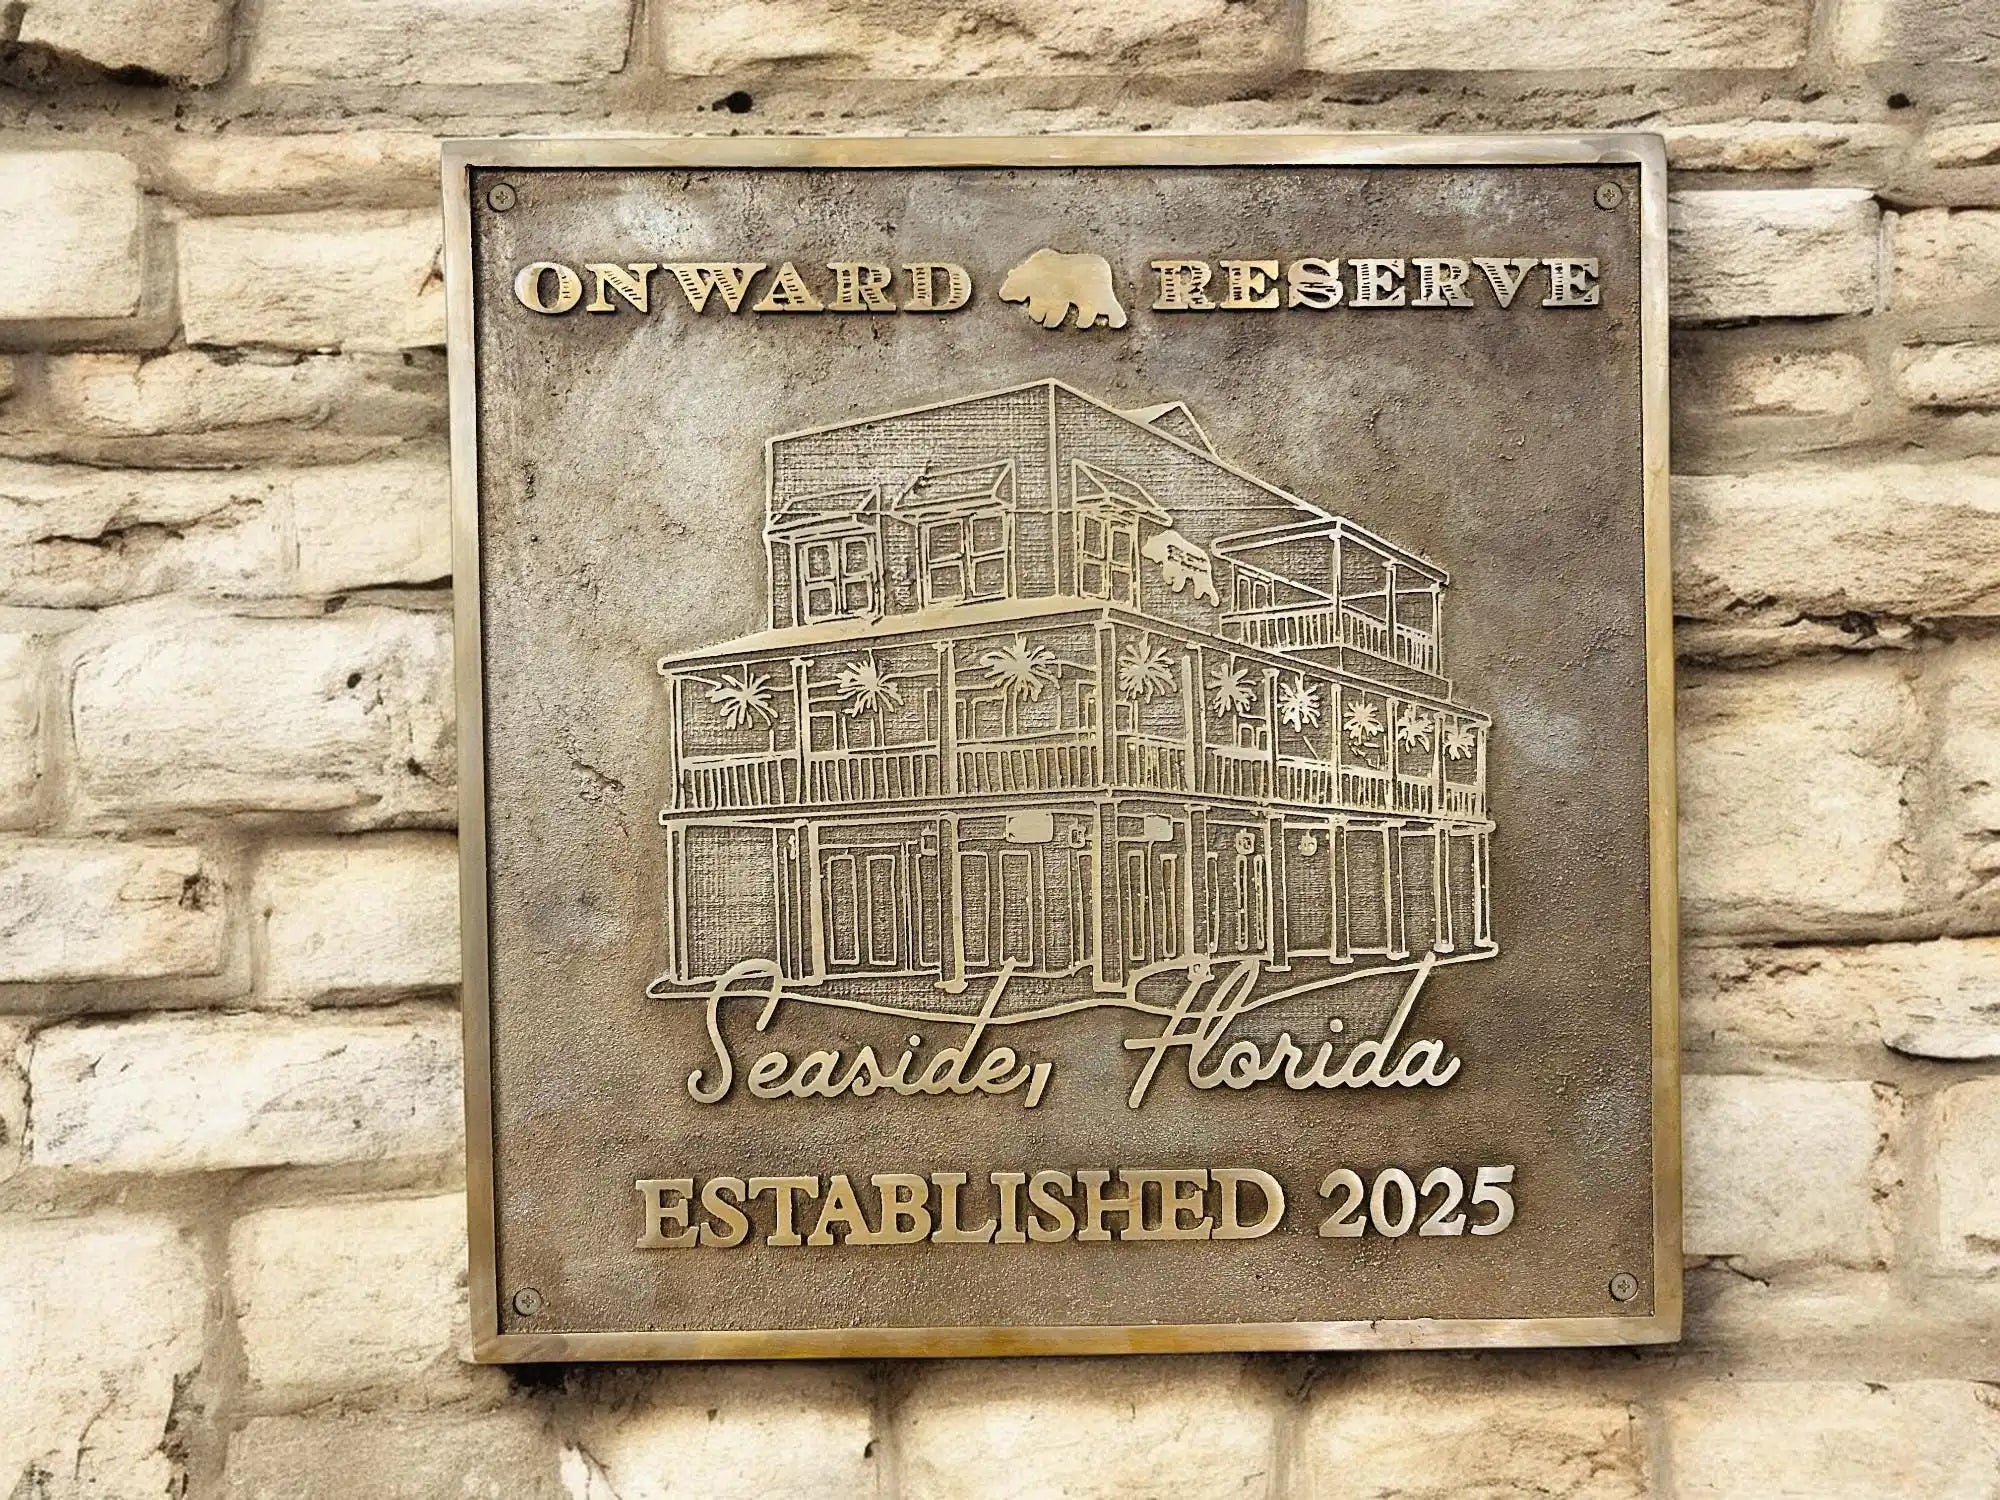 ONWARD RESERVE
Seaside, Florida
ESTABLISHED 2025